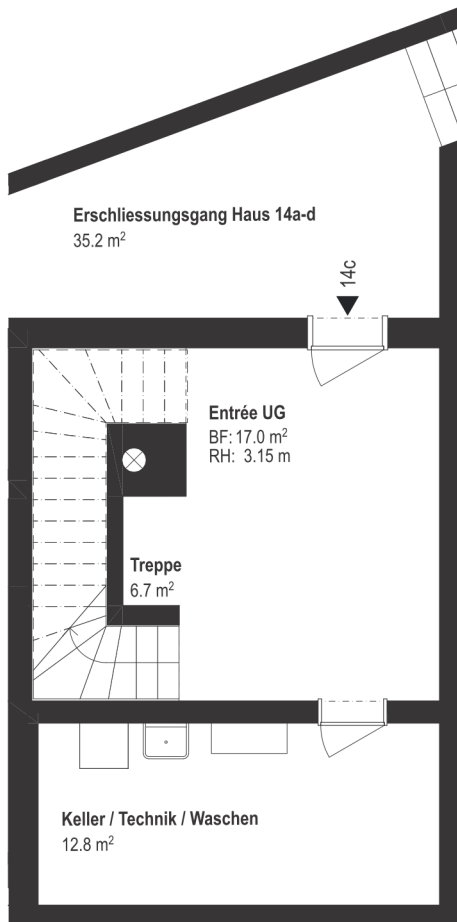 Erschliessungsgang Haus 14a-d
35.2 m²
14c
Entrée UG
BF: 17.0 m²
RH: 3.15 m
Treppe
6.7 m²
Keller / Technik / Waschen
12.8 m²